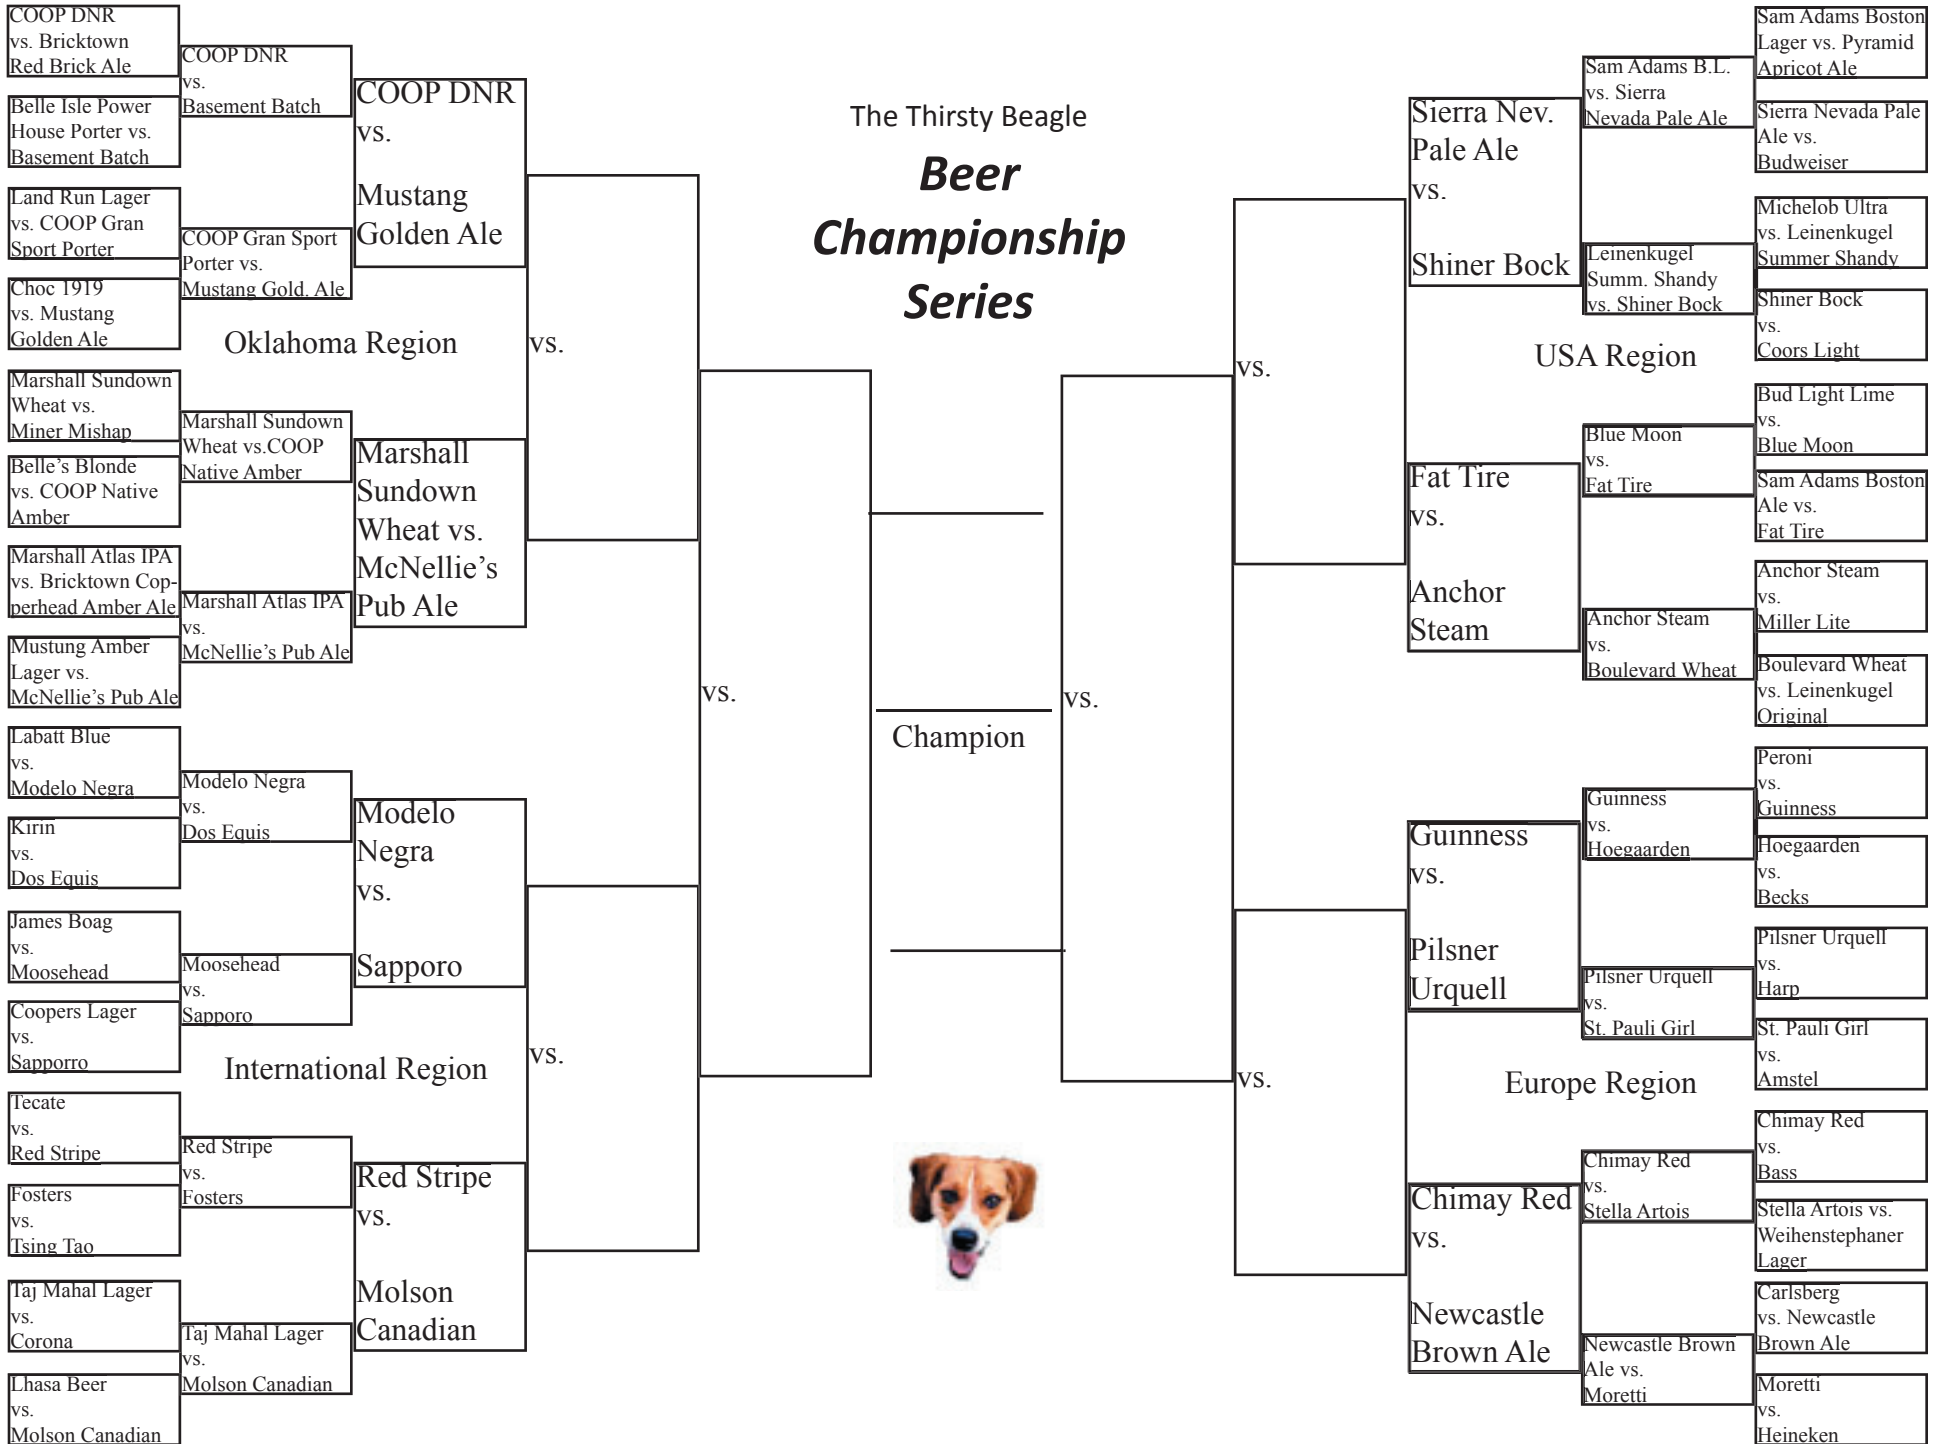 COOP DNR
vs. Bricktown
Red Brick Ale
Belle Isle Power
House Porter vs.
Basement Batch
Land Run Lager
vs. COOP Gran
Sport Porter
Choc 1919
vs. Mustang
Golden Ale
Marshall Sundown
Wheat vs.
Miner Mishap
Belle's Blonde
vs. COOP Native
Amber
Marshall Atlas IPA
vs. Bricktown Cop-
perhead Amber Ale
Mustung Amber
Lager vs.
McNellie's Pub Ale
Labatt Blue
vs.
Modelo Negra
Kirin
vs.
Dos Equis
James Boag
vs.
Moosehead
Coopers Lager
vs.
Sapporro
Tecate
vs.
Red Stripe
Fosters
vs.
Tsing Tao
Taj Mahal Lager
vs.
Corona
Lhasa Beer
vs.
Molson Canadian
COOP DNR
vs.
Basement Batch
COOP Gran Sport
Porter vs.
Mustang Gold. Ale
Oklahoma Region
Marshall Sundown
Wheat vs.COOP
Native Amber
Marshall Atlas IPA
vs.
McNellie's Pub Ale
Modelo Negra
vs.
Dos Equis
Moosehead
vs.
Sapporo
International Region
Red Stripe
vs.
Fosters
Taj Mahal Lager
vs.
Molson Canadian
COOP DNR
vs.
Mustang
Golden Ale
Marshall
Sundown
Wheat vs.
McNellie's
Pub Ale
Modelo
Negra
vs.
Sapporo
Red Stripe
vs.
Molson
Canadian
vs.
vs.
vs.
The Thirsty Beagle
Beer
Championship
Series
Champion
vs.
vs.
vs.
Sierra Nev.
Pale Ale
vs.
Shiner Bock
Fat Tire
vs.
Anchor
Steam
Guinness
vs.
Pilsner
Urquell
Chimay Red
vs.
Newcastle
Brown Ale
Sam Adams B.L.
vs. Sierra
Nevada Pale Ale
Leinenkugel
Summ. Shandy
vs. Shiner Bock
USA Region
Blue Moon
vs.
Fat Tire
Anchor Steam
vs.
Boulevard Wheat
Guinness
vs.
Hoegaarden
Pilsner Urquell
vs.
St. Pauli Girl
Europe Region
Chimay Red
vs.
Stella Artois
Newcastle Brown
Ale vs.
Moretti
Sam Adams Boston
Lager vs. Pyramid
Apricot Ale
Sierra Nevada Pale
Ale vs.
Budweiser
Michelob Ultra
vs. Leinenkugel
Summer Shandy
Shiner Bock
vs.
Coors Light
Bud Light Lime
vs.
Blue Moon
Sam Adams Boston
Ale vs.
Fat Tire
Anchor Steam
vs.
Miller Lite
Boulevard Wheat
vs. Leinenkugel
Original
Peroni
vs.
Guinness
Hoegaarden
vs.
Becks
Pilsner Urquell
vs.
Harp
St. Pauli Girl
vs.
Amstel
Chimay Red
vs.
Bass
Stella Artois vs.
Weihenstephaner
Lager
Carlsberg
vs. Newcastle
Brown Ale
Moretti
vs.
Heineken